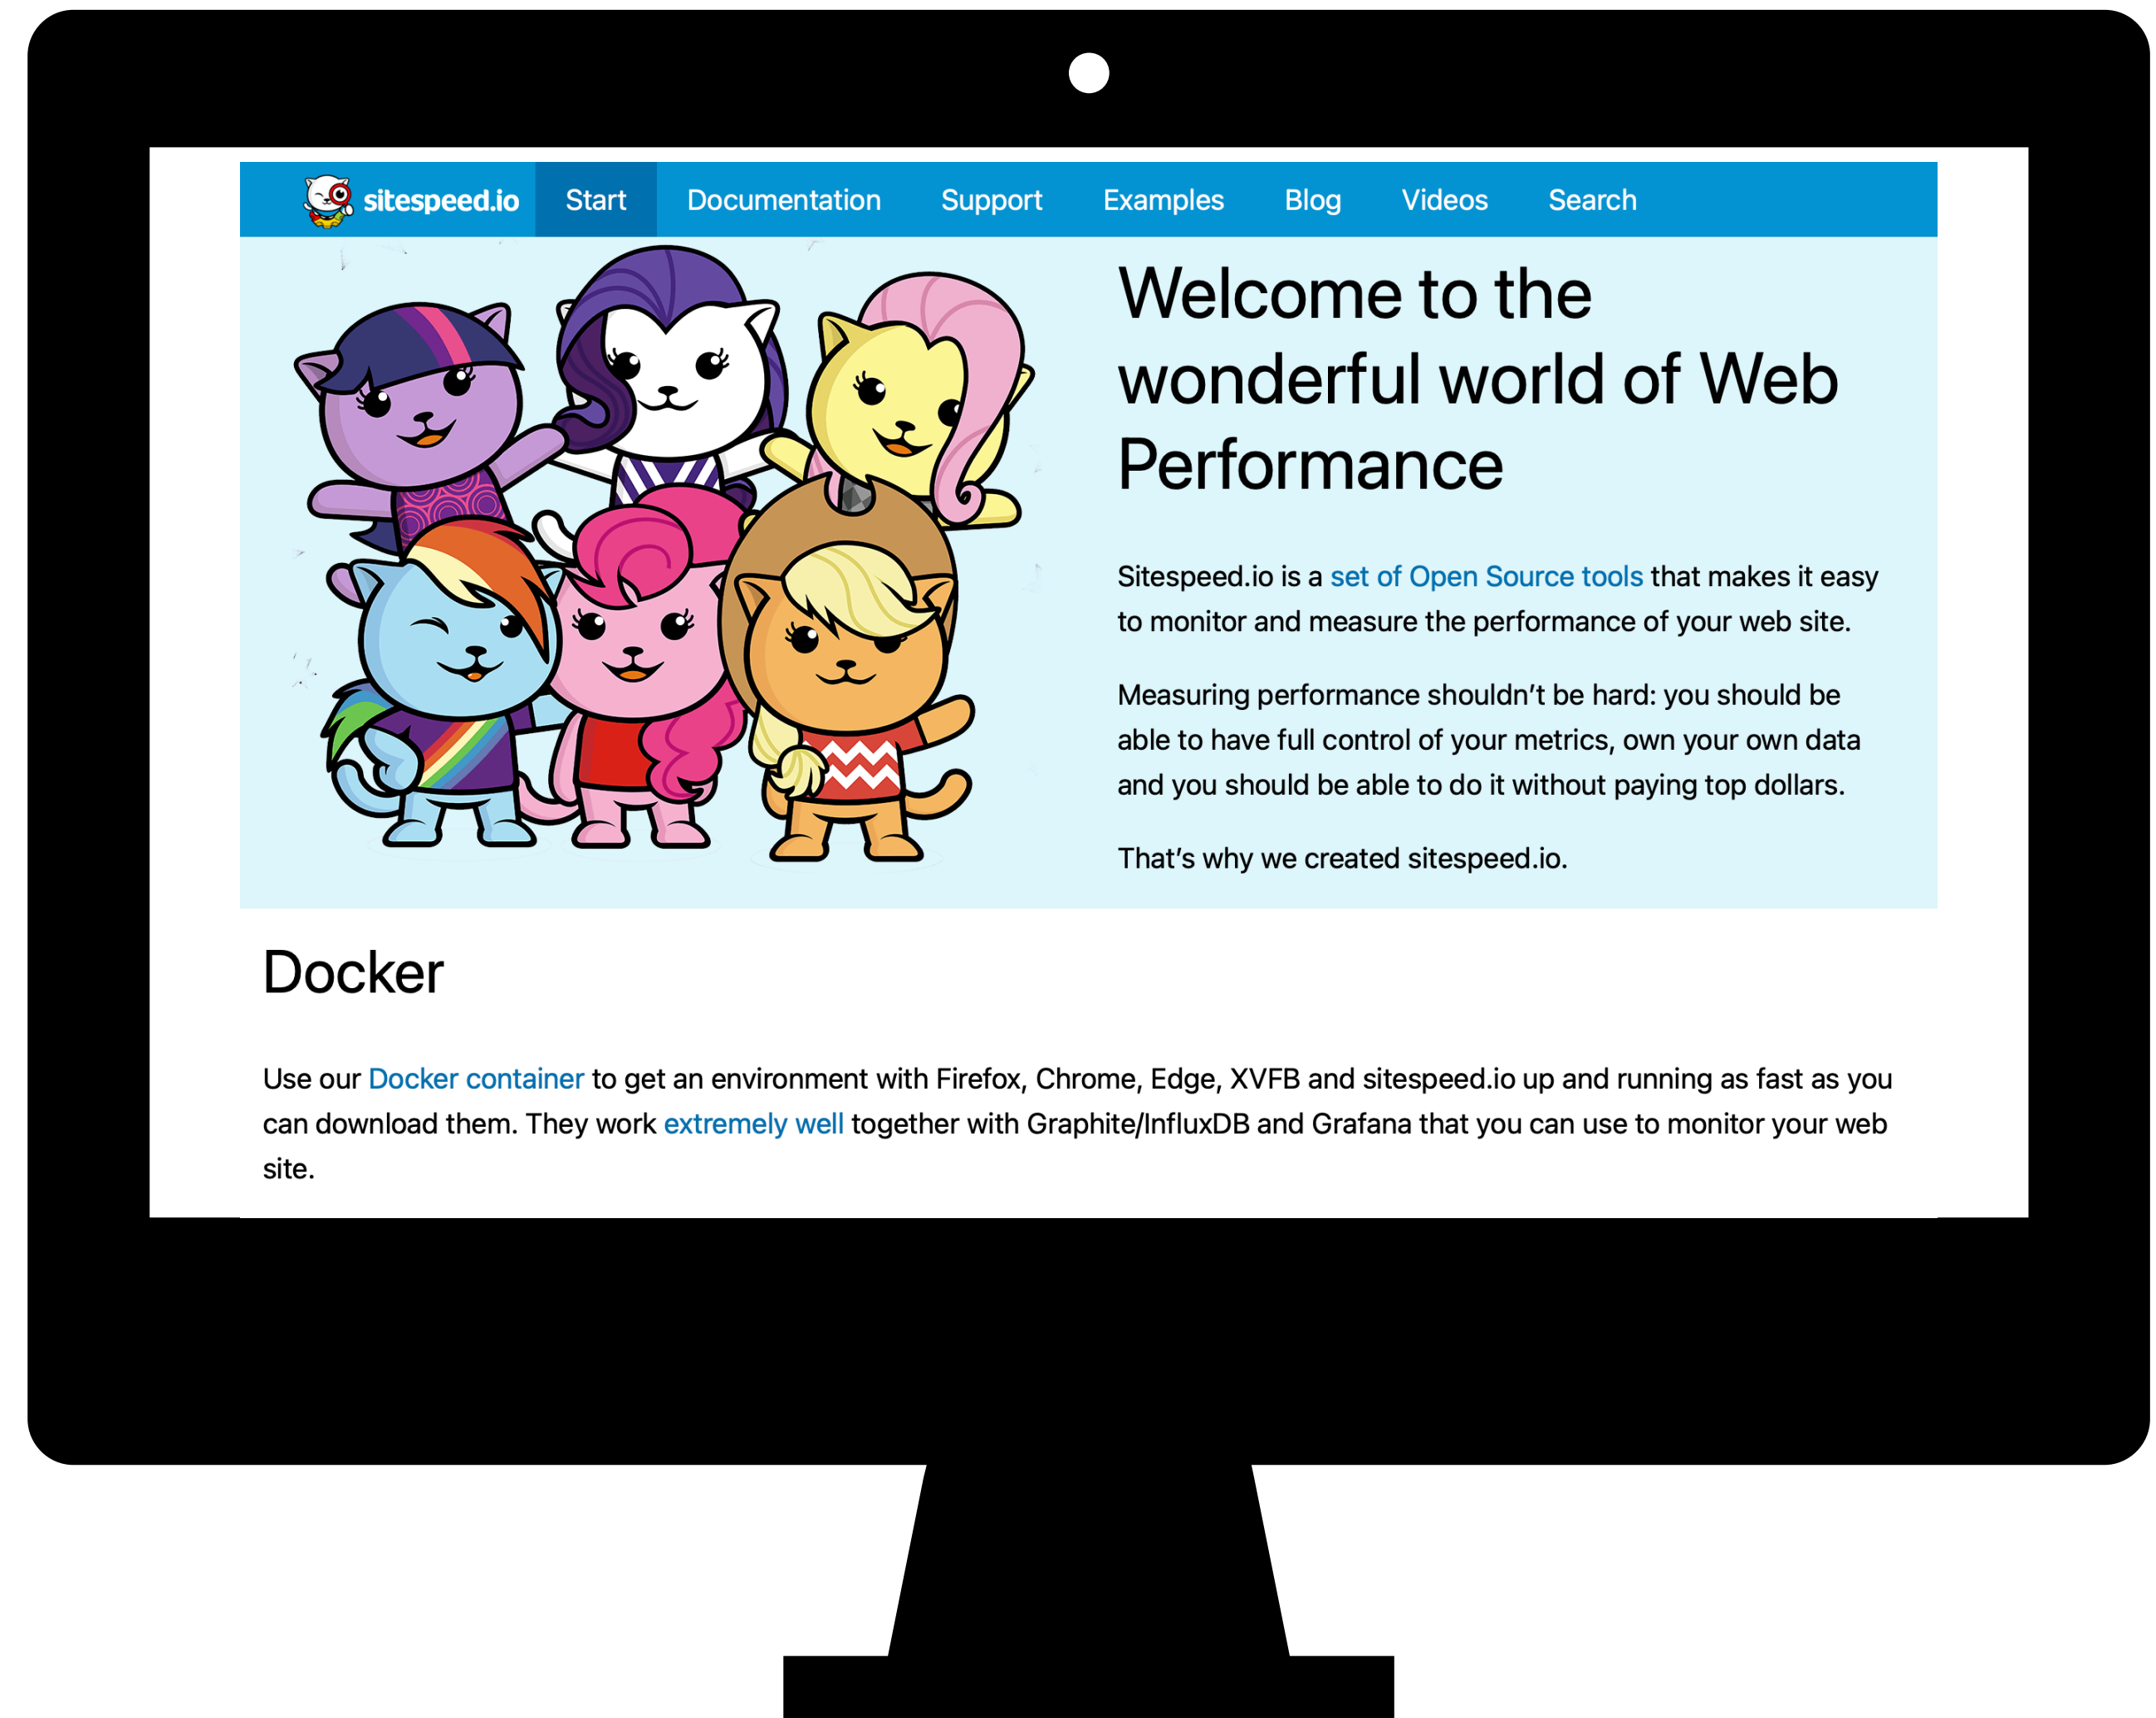 sitespeed.io Start Documentation Support Examples Blog Videos Search
Welcome to the
wonderful world of Web
Performance
Sitespeed.io is a set of Open Source tools that makes it easy
to monitor and measure the performance of your web site.
Measuring performance shouldn’t be hard: you should be
able to have full control of your metrics, own your own data
and you should be able to do it without paying top dollars.
That’s why we created sitespeed.io.
Docker
Use our Docker container to get an environment with Firefox, Chrome, Edge, XVFB and sitespeed.io up and running as fast as you
can download them. They work extremely well together with Graphite/InfluxDB and Grafana that you can use to monitor your web
site.